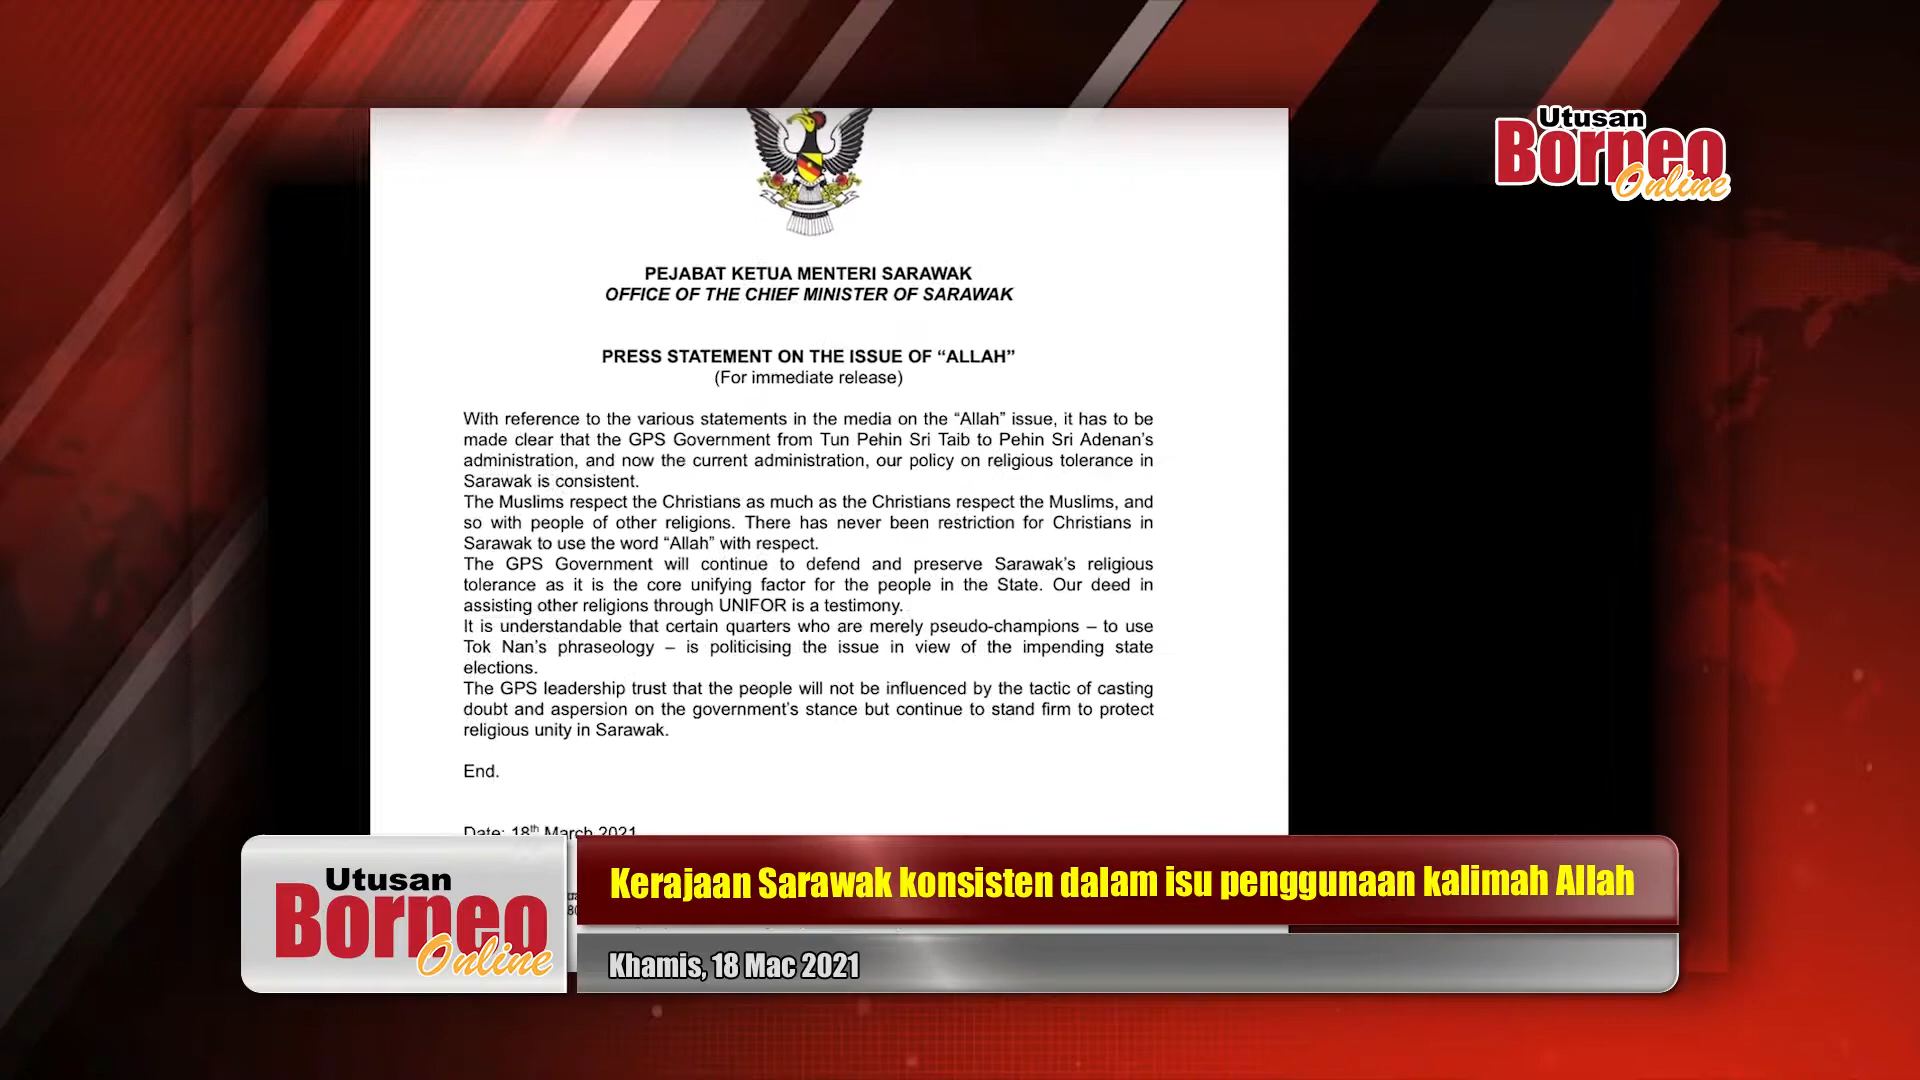 Utusan
Borneo
Online
PEJABAT KETUA MENTERI SARAWAK
OFFICE OF THE CHIEF MINISTER OF SARAWAK
PRESS STATEMENT ON THE ISSUE OF “ALLAH”
(For immediate release)
With reference to the various statements in the media on the “Allah” issue, it has to be
made clear that the GPS Government from Tun Pehin Sri Taib to Pehin Sri Adenan’s
administration, and now the current administration, our policy on religious tolerance in
Sarawak is consistent.
The Muslims respect the Christians as much as the Christians respect the Muslims, and
so with people of other religions. There has never been restriction for Christians in
Sarawak to use the word “Allah” with respect.
The GPS Government will continue to defend and preserve Sarawak’s religious
tolerance as it is the core unifying factor for the people in the State. Our deed in
assisting other religions through UNIFOR is a testimony.
It is understandable that certain quarters who are merely pseudo-champions – to use
Tok Nan’s phraseology – is politicising the issue in view of the impending state
elections.
The GPS leadership trust that the people will not be influenced by the tactic of casting
doubt and aspersion on the government’s stance but continue to stand firm to protect
religious unity in Sarawak.
End.
Date: 18th March 2021
Utusan
Borneo
Online
Kerajaan Sarawak konsisten dalam isu penggunaan kalimah Allah
Khamis, 18 Mac 2021